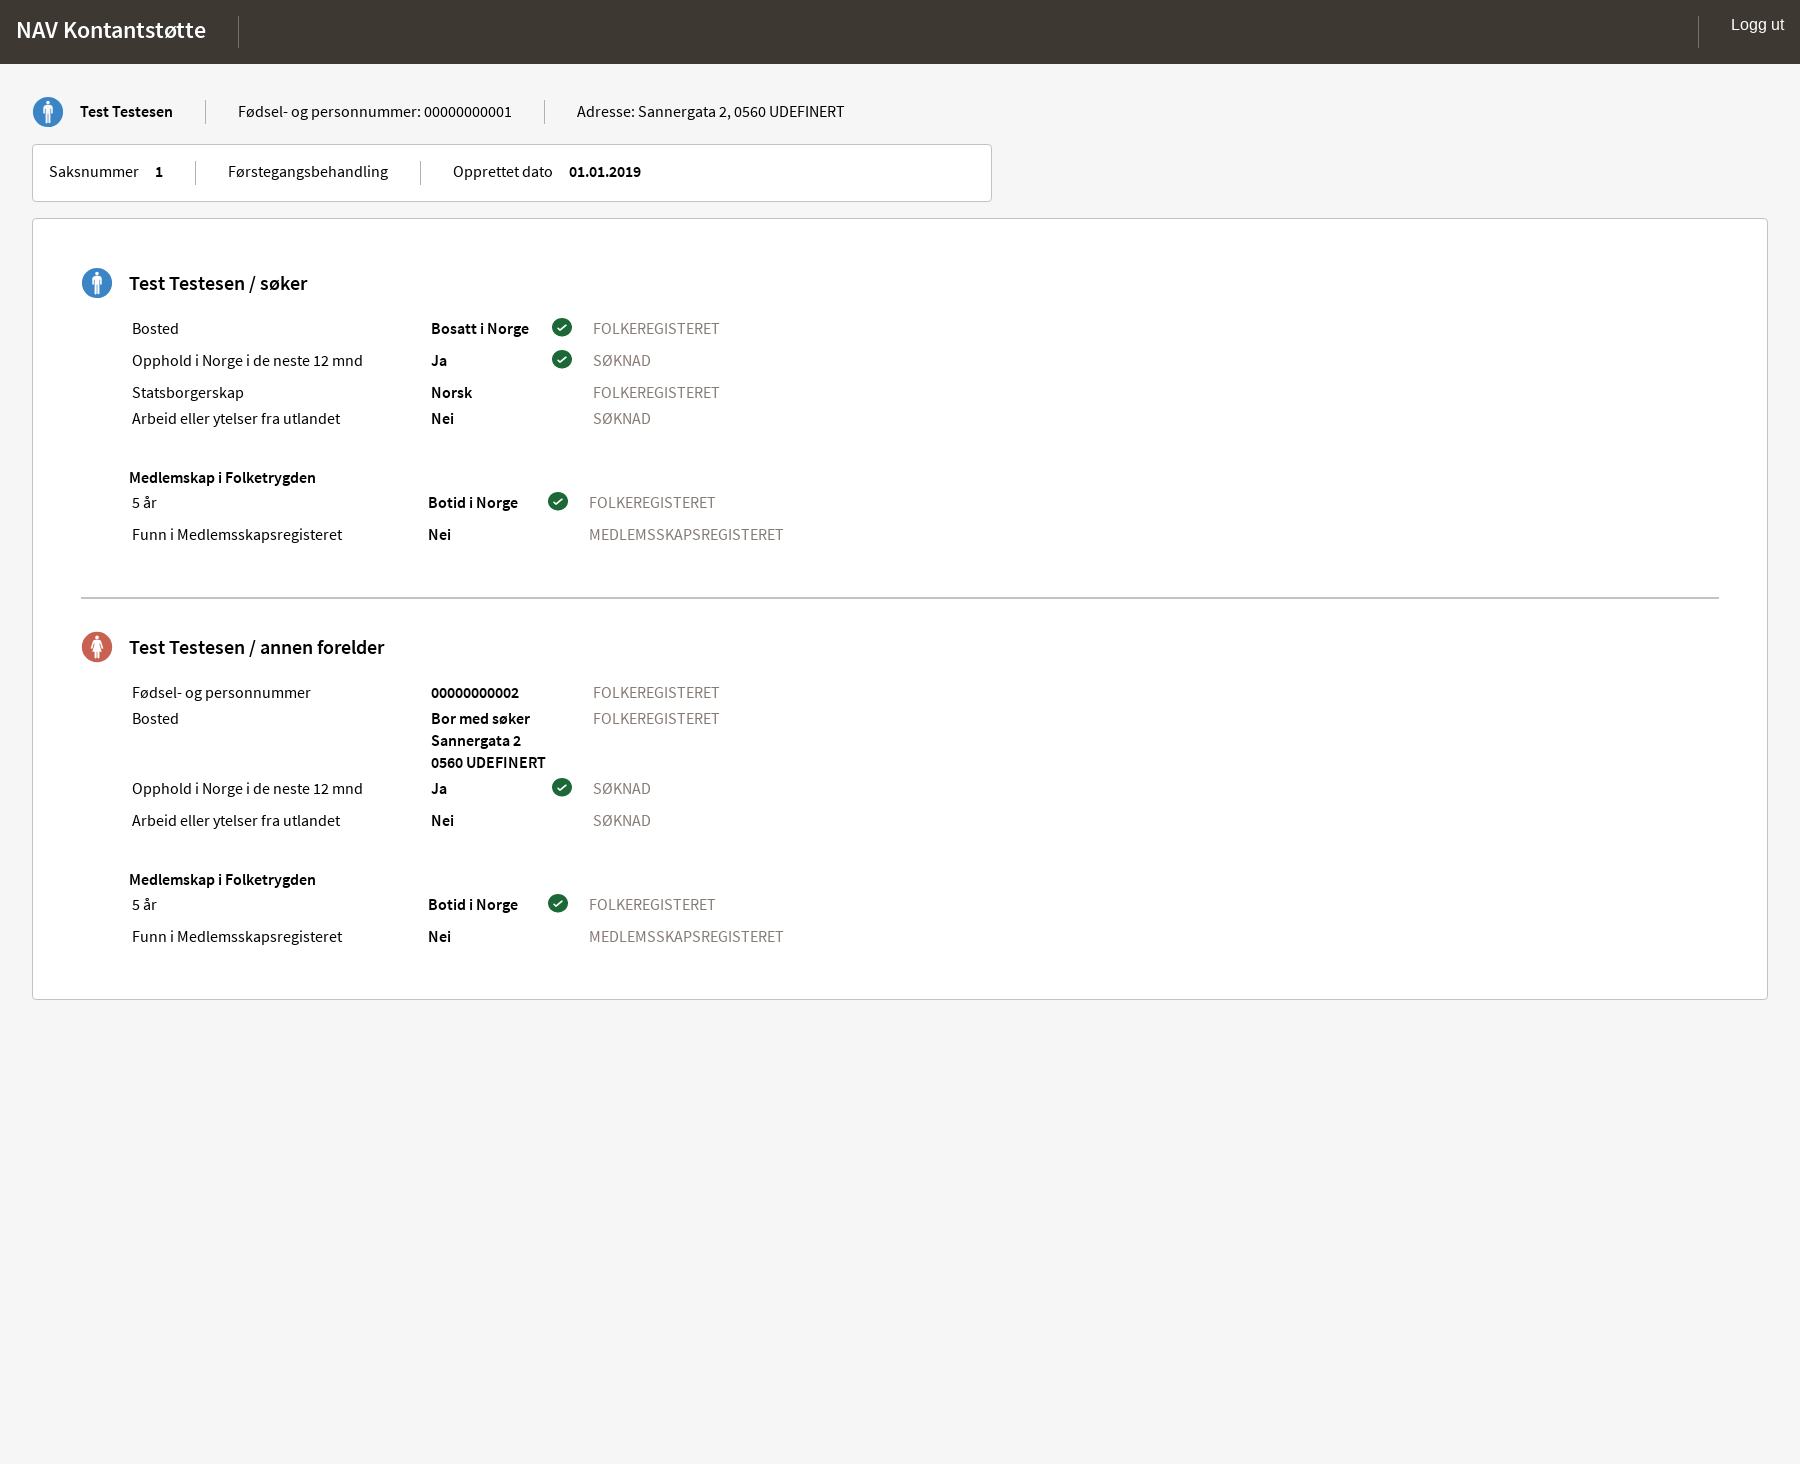 NAV Kontantstøtte
Logg ut
Test Testesen Fødsel- og personnummer: 00000000001 Adresse: Sannergata 2, 0560 UDEFINERT
Saksnummer 1 Førstegangsbehandling Opprettet dato 01.01.2019
Test Testesen / søker
Bosted Bosatt i Norge FOLKEREGISTERET
Opphold i Norge i de neste 12 mnd Ja SØKNAD
Statsborgerskap Norsk FOLKEREGISTERET
Arbeid eller ytelser fra utlandet Nei SØKNAD
Medlemskap i Folketrygden
5 år Botid i Norge FOLKEREGISTERET
Funn i Medlemsskapsregisteret Nei MEDLEMSSKAPSREGISTERET
Test Testesen / annen forelder
Fødsel- og personnummer 00000000002 FOLKEREGISTERET
Bosted Bor med søker FOLKEREGISTERET
Sannergata 2
0560 UDEFINERT
Opphold i Norge i de neste 12 mnd Ja SØKNAD
Arbeid eller ytelser fra utlandet Nei SØKNAD
Medlemskap i Folketrygden
5 år Botid i Norge FOLKEREGISTERET
Funn i Medlemsskapsregisteret Nei MEDLEMSSKAPSREGISTERET